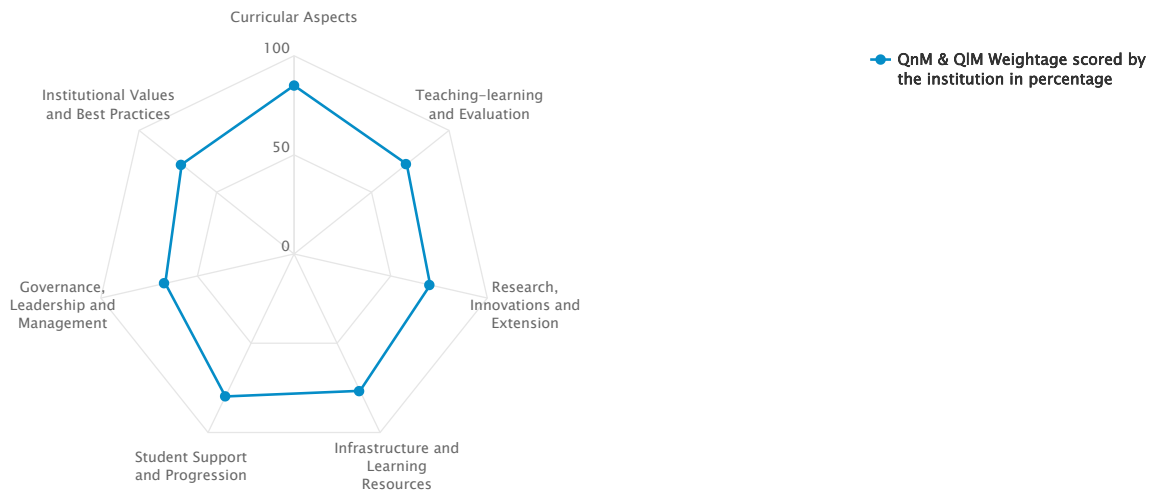 Curricular Aspects
100
50
0
Teaching-learning
and Evaluation
Research,
Innovations and
Extension
Infrastructure and
Learning
Resources
Student Support
and Progression
Governance,
Leadership and
Management
Institutional Values
and Best Practices
QnM & QlM Weightage scored by
the institution in percentage